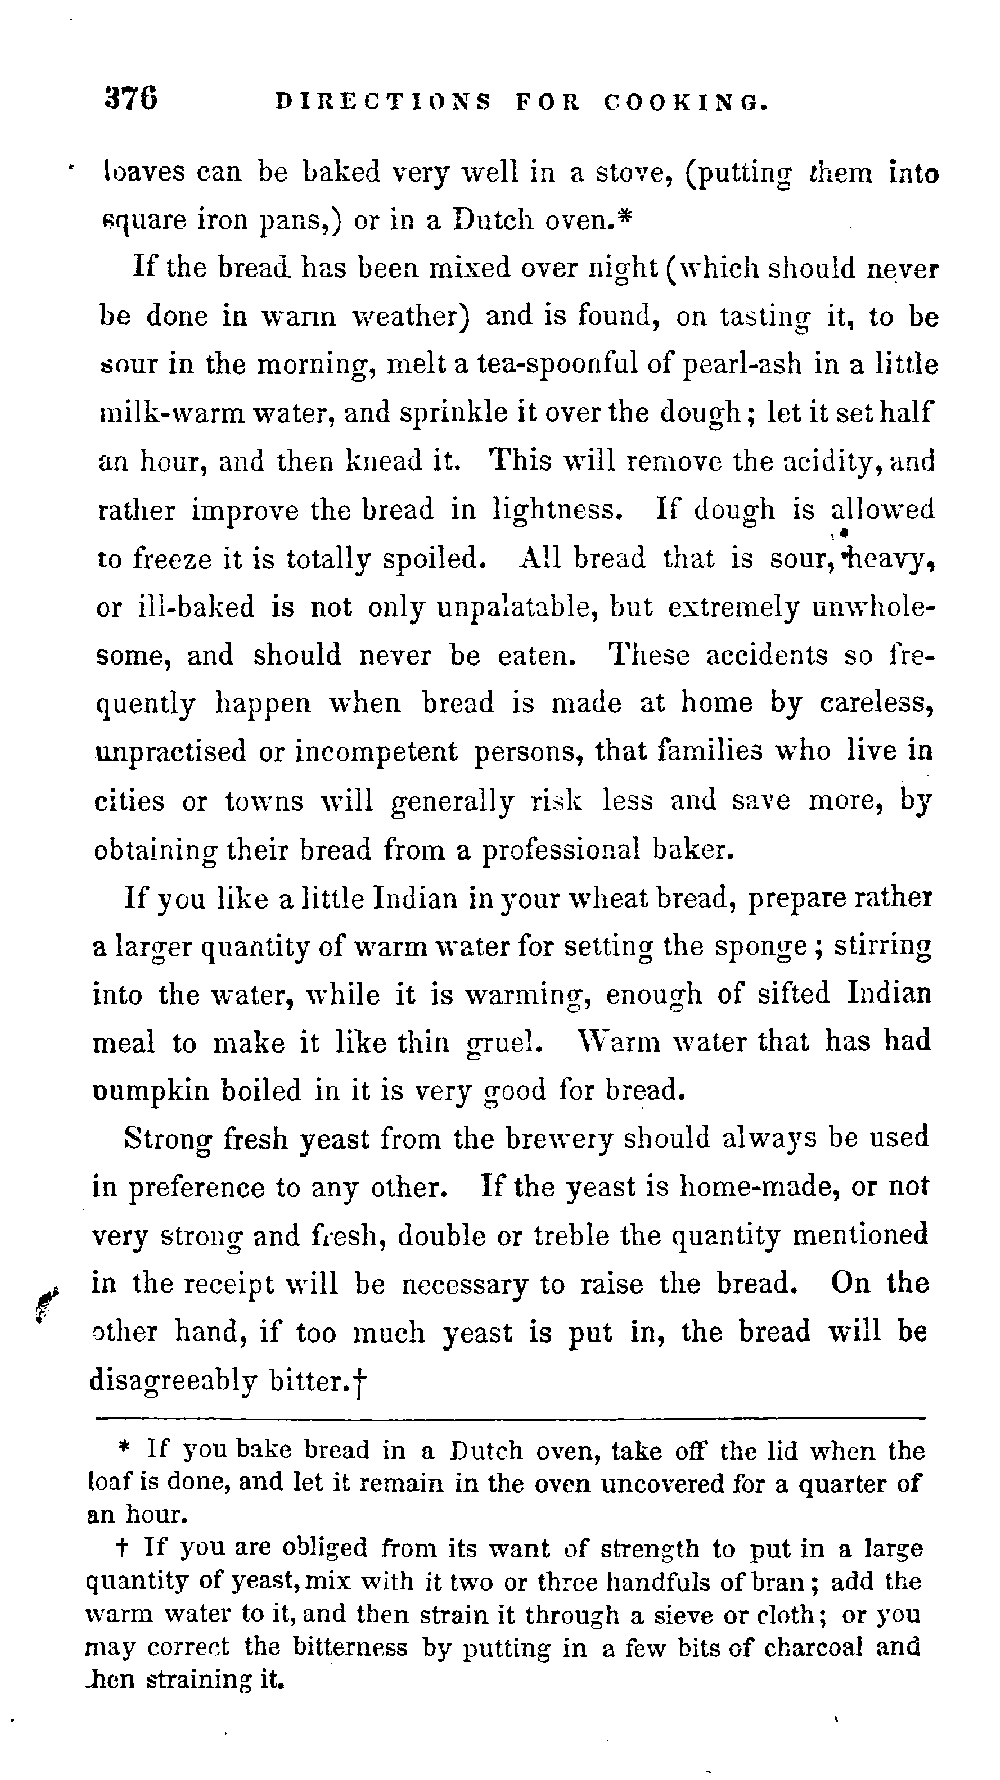 376 DIRECTIONS FOR COOKING.
loaves can be baked very well in a stove, (putting them into
square iron pans,) or in a Dutch oven.*
If the bread has been mixed over night (which should never
be done in warm weather) and is found, on tasting it, to be
sour in the morning, melt a tea-spoonful of pearl-ash in a little
milk-warm water, and sprinkle it over the dough; let it set half
an hour, and then knead it. This will remove the acidity, and
rather improve the bread in lightness. If dough is allowed
to freeze it is totally spoiled. All bread that is sour, heavy,
or ill-baked is not only unpalatable, but extremely unwhole-
some, and should never be eaten. These accidents so fre-
quently happen when bread is made at home by careless,
unpractised or incompetent persons, that families who live in
cities or towns will generally risk less and save more, by
obtaining their bread from a professional baker.
If you like a little Indian in your wheat bread, prepare rather
a larger quantity of warm water for setting the sponge; stirring
into the water, while it is warming, enough of sifted Indian
meal to make it like thin gruel. Warm water that has had
pumpkin boiled in it is very good for bread.
Strong fresh yeast from the brewery should always be used
in preference to any other. If the yeast is home-made, or not
very strong and fresh, double or treble the quantity mentioned
in the receipt will be necessary to raise the bread. On the
other hand, if too much yeast is put in, the bread will be
disagreeably bitter.†
* If you bake bread in a Dutch oven, take off the lid when the
loaf is done, and let it remain in the oven uncovered for a quarter of
an hour.
† If you are obliged from its want of strength to put in a large
quantity of yeast, mix with it two or three handfuls of bran; add the
warm water to it, and then strain it through a sieve or cloth; or you
may correct the bitterness by putting in a few bits of charcoal and
then straining it.